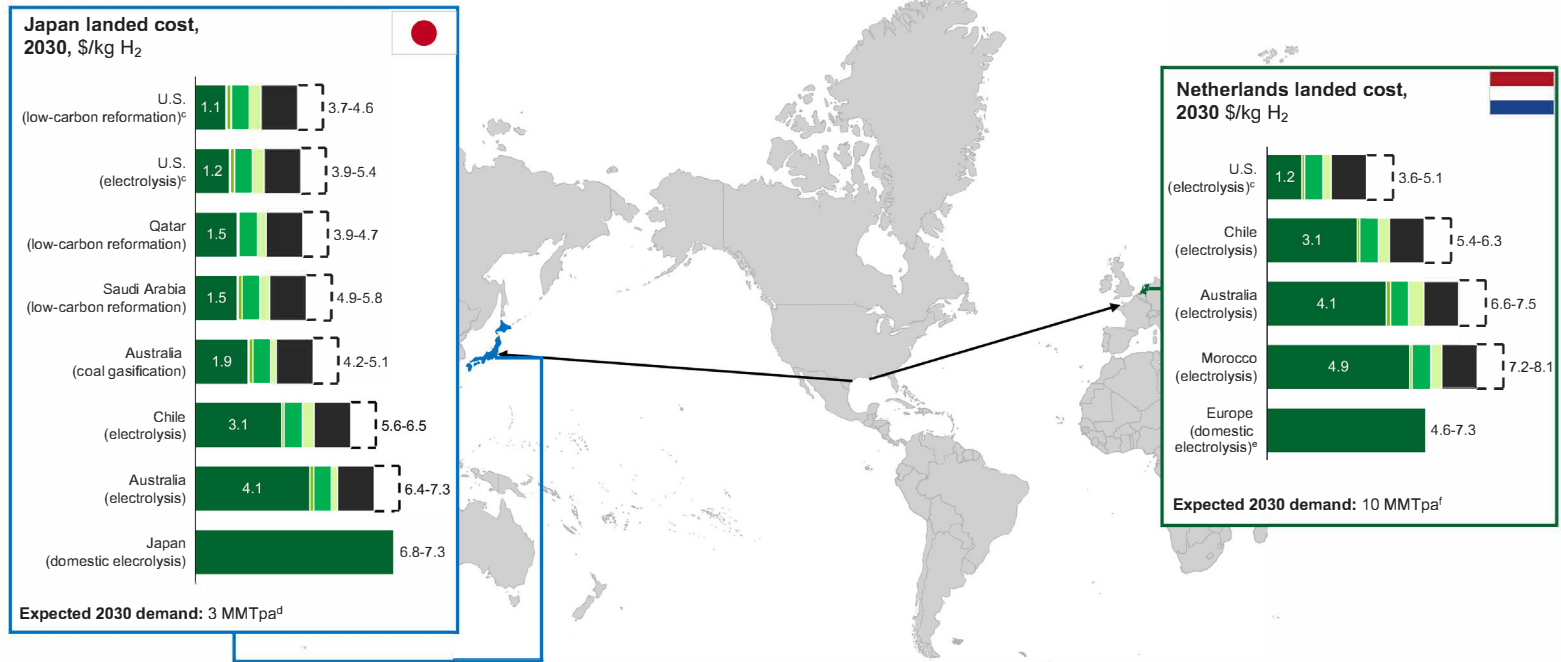 Japan landed cost,
2030, $/kg H₂
U.S.
(low-carbon reformation)ᶜ
1.1
3.7-4.6
U.S.
(electrolysis)ᶜ
1.2
3.9-5.4
Qatar
(low-carbon reformation)
1.5
3.9-4.7
Saudi Arabia
(low-carbon reformation)
1.5
4.9-5.8
Australia
(coal gasification)
1.9
4.2-5.1
Chile
(electrolysis)
3.1
5.6-6.5
Australia
(electrolysis)
4.1
6.4-7.3
Japan
(domestic elecrolysis)
6.8-7.3
Expected 2030 demand: 3 MMTpaᵈ
Netherlands landed cost,
2030 $/kg H₂
U.S.
(electrolysis)ᶜ
1.2
3.6-5.1
Chile
(electrolysis)
3.1
5.4-6.3
Australia
(electrolysis)
4.1
6.6-7.5
Morocco
(electrolysis)
4.9
7.2-8.1
Europe
(domestic
electrolysis)ᵉ
4.6-7.3
Expected 2030 demand: 10 MMTpaᶠ